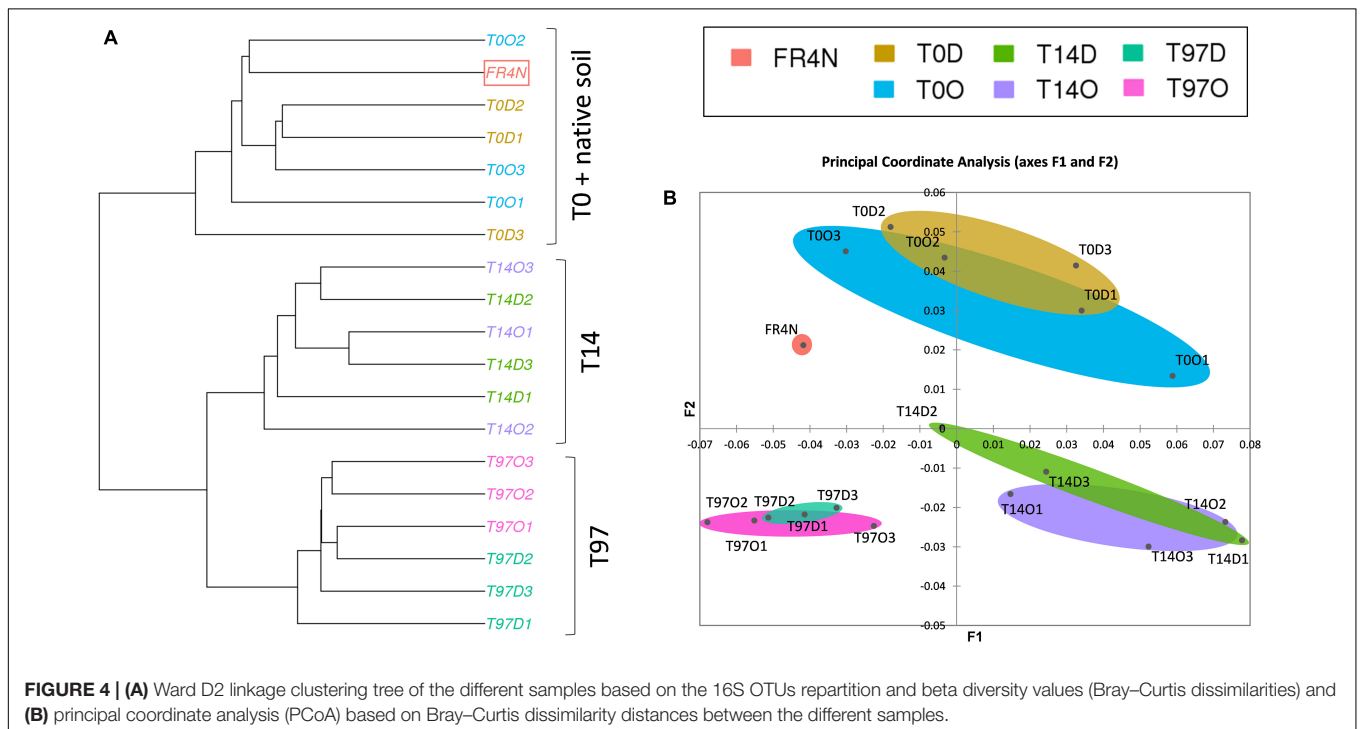 A
T0O2
FR4N
T0D2
T0D1
T0O3
T0O1
T0D3
T14O3
T14D2
T14O1
T14D3
T14D1
T14O2
T97O3
T97O2
T97O1
T97D2
T97D3
T97D1
T0 + native soil
T14
T97
FR4N T0D T14D T97D
T0O T14O T97O
Principal Coordinate Analysis (axes F1 and F2)
B
0.06
0.05
0.04
0.03
0.02
0.01
0
-0.01
-0.02
-0.03
-0.04
-0.05
-0.07 -0.06 -0.05 -0.04 -0.03 -0.02 -0.01 0 0.01 0.02 0.03 0.04 0.05 0.06 0.07 0.08
F2
F1
T0D2
T0O3
T0O2
T0D3
T0D1
FR4N
T0O1
T14D2
T14D3
T14O1
T14O2
T14O3
T14D1
T97O2
T97D2
T97D3
T97D1
T97O1
T97O3
FIGURE 4 | (A) Ward D2 linkage clustering tree of the different samples based on the 16S OTUs repartition and beta diversity values (Bray–Curtis dissimilarities) and
(B) principal coordinate analysis (PCoA) based on Bray–Curtis dissimilarity distances between the different samples.